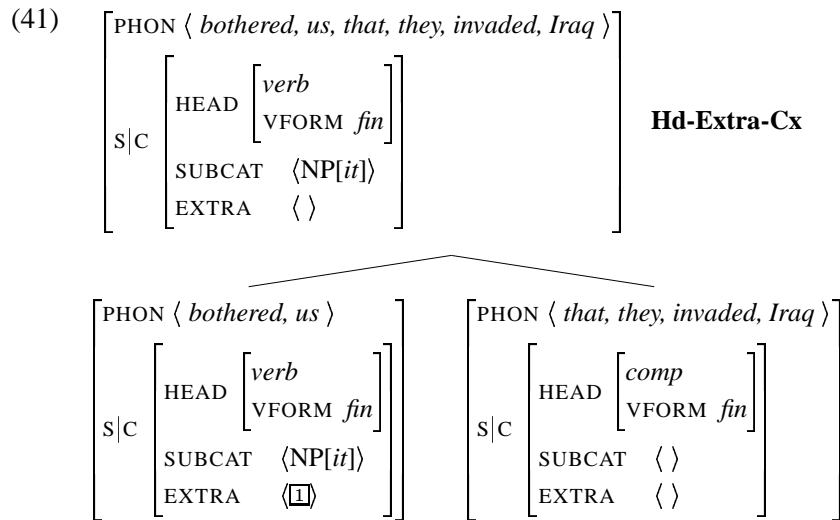 (41)
PHON ⟨ bothered, us, that, they, invaded, Iraq ⟩
HEAD [verb
VFORM fin]
S|C
SUBCAT ⟨NP[it]⟩
EXTRA ⟨ ⟩
Hd-Extra-Cx
PHON ⟨ bothered, us ⟩
HEAD [verb
VFORM fin]
S|C
SUBCAT ⟨NP[it]⟩
EXTRA ⟨1⟩
PHON ⟨ that, they, invaded, Iraq ⟩
HEAD [comp
VFORM fin]
S|C
SUBCAT ⟨ ⟩
EXTRA ⟨ ⟩